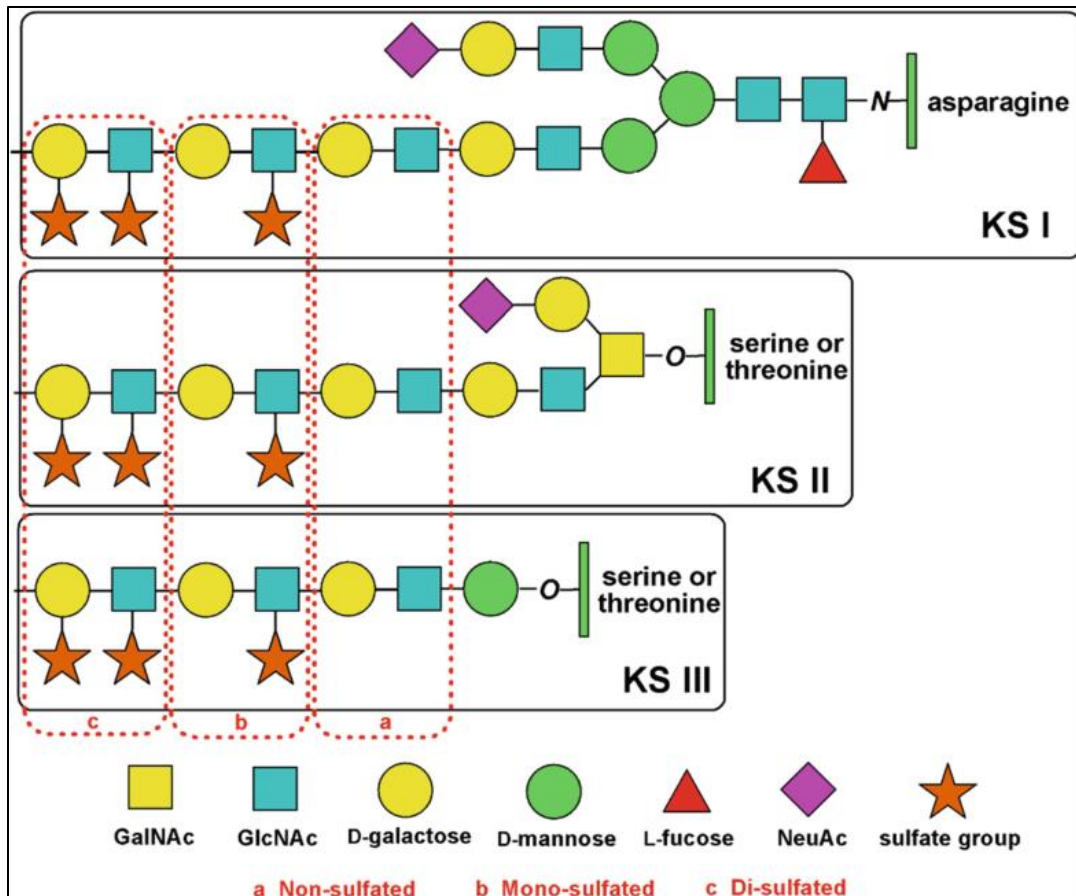 N
asparagine
KS I
serine or
threonine
O
KS II
serine or
threonine
O
KS III
c
b
a
GalNAc
GlcNAc
D-galactose
D-mannose
L-fucose
NeuAc
sulfate group
a Non-sulfated
b Mono-sulfated
c Di-sulfated